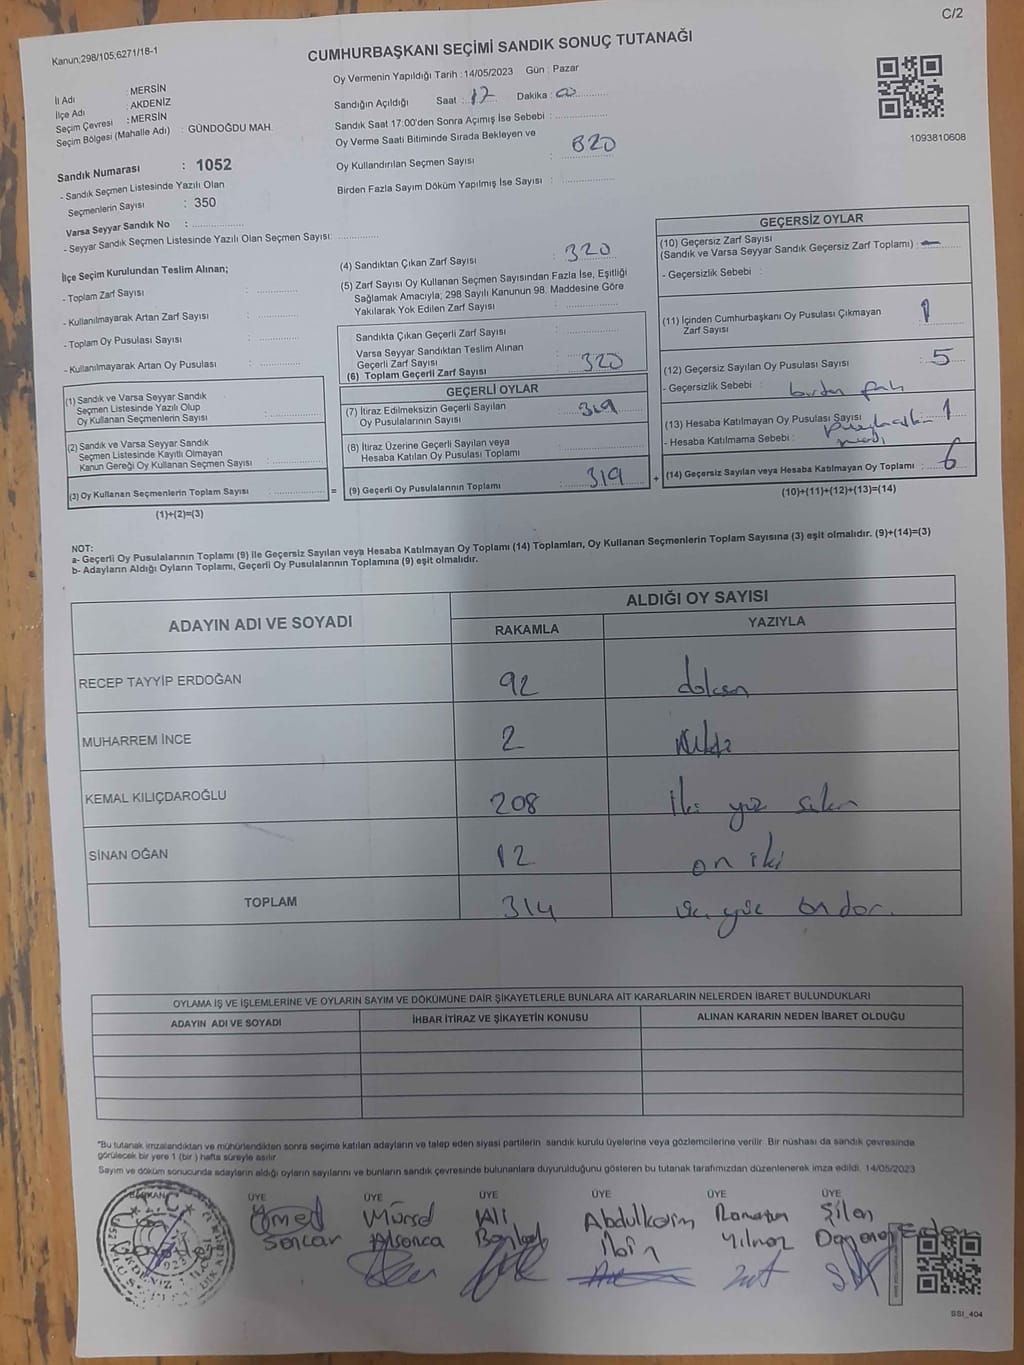 C/2
Kanun;298/105;6271/18-1
CUMHURBAŞKANI SEÇİMİ SANDIK SONUÇ TUTANAĞI
İl Adı : MERSİN
İlçe Adı : AKDENİZ
Seçim Çevresi : MERSİN
Seçim Bölgesi (Mahalle Adı) : GÜNDOĞDU MAH.
Sandık Numarası : 1052
- Sandık Seçmen Listesinde Yazılı Olan
Seçmenlerin Sayısı : 350
Varsa Seyyar Sandık No :
- Seyyar Sandık Seçmen Listesinde Yazılı Olan Seçmen Sayısı:
Oy Vermenin Yapıldığı Tarih : 14/05/2023 Gün : Pazar
Sandığın Açıldığı Saat : 17 Dakika : 00
Sandık Saat 17.00'den Sonra Açımış İse Sebebi :
Oy Verme Saati Bitiminde Sırada Bekleyen ve
Oy Kullandırılan Seçmen Sayısı : 320
Birden Fazla Sayım Döküm Yapılmış İse Sayısı :
1093810608
İlçe Seçim Kurulundan Teslim Alınan;
- Toplam Zarf Sayısı :
- Kullanılmayarak Artan Zarf Sayısı :
- Toplam Oy Pusulası Sayısı :
- Kullanılmayarak Artan Oy Pusulası :
(1) Sandık ve Varsa Seyyar Sandık
Seçmen Listesinde Yazılı Olup
Oy Kullanan Seçmenlerin Sayısı :
(2) Sandık ve Varsa Seyyar Sandık
Seçmen Listesinde Kayıtlı Olmayan
Kanun Gereği Oy Kullanan Seçmen Sayısı :
(3) Oy Kullanan Seçmenlerin Toplam Sayısı : =
(1)+(2)=(3)
(4) Sandıktan Çıkan Zarf Sayısı : 320
(5) Zarf Sayısı Oy Kullanan Seçmen Sayısından Fazla İse, Eşitliği
Sağlamak Amacıyla, 298 Sayılı Kanunun 98. Maddesine Göre
Yakılarak Yok Edilen Zarf Sayısı :
Sandıkta Çıkan Geçerli Zarf Sayısı :
Varsa Seyyar Sandıktan Teslim Alınan
Geçerli Zarf Sayısı :
(6) Toplam Geçerli Zarf Sayısı : 320
GEÇERLİ OYLAR
(7) İtiraz Edilmeksizin Geçerli Sayılan
Oy Pusulalarının Sayısı : 319
(8) İtiraz Üzerine Geçerli Sayılan veya
Hesaba Katılan Oy Pusulası Toplamı :
(9) Geçerli Oy Pusulalarının Toplamı : 319 +
GEÇERSİZ OYLAR
(10) Geçersiz Zarf Sayısı
(Sandık ve Varsa Seyyar Sandık Geçersiz Zarf Toplamı) : —
- Geçersizlik Sebebi :
(11) İçinden Cumhurbaşkanı Oy Pusulası Çıkmayan
Zarf Sayısı :
(12) Geçersiz Sayılan Oy Pusulası Sayısı : 5
- Geçersizlik Sebebi :
(13) Hesaba Katılmayan Oy Pusulası Sayısı : 1
- Hesaba Katılmama Sebebi :
(14) Geçersiz Sayılan veya Hesaba Katılmayan Oy Toplamı : 6
(10)+(11)+(12)+(13)=(14)
NOT:
a- Geçerli Oy Pusulalarının Toplamı (9) ile Geçersiz Sayılan veya Hesaba Katılmayan Oy Toplamı (14) Toplamları, Oy Kullanan Seçmenlerin Toplam Sayısına (3) eşit olmalıdır. (9)+(14)=(3)
b- Adayların Aldığı Oyların Toplamı, Geçerli Oy Pusulalarının Toplamına (9) eşit olmalıdır.
ADAYIN ADI VE SOYADI ALDIĞI OY SAYISI
RAKAMLA YAZIYLA
RECEP TAYYİP ERDOĞAN 92
MUHARREM İNCE 2
KEMAL KILIÇDAROĞLU 208 iki yüz
SİNAN OĞAN 12 on iki
TOPLAM 314
OYLAMA İŞ VE İŞLEMLERİNE VE OYLARIN SAYIM VE DÖKÜMÜNE DAİR ŞİKAYETLERLE BUNLARA AİT KARARLARIN NELERDEN İBARET BULUNDUKLARI
ADAYIN ADI VE SOYADI İHBAR İTİRAZ VE ŞİKAYETİN KONUSU ALINAN KARARIN NEDEN İBARET OLDUĞU
"Bu tutanak imzalandıktan ve mühürlendikten sonra seçime katılan adayların ve talep eden siyasi partilerin sandık kurulu üyelerine veya gözlemcilerine verilir. Bir nüshası da sandık çevresinde
görülecek bir yere 1 (bir) hafta süreyle asılır.
Sayım ve döküm sonucunda adayların aldığı oyların sayılarını ve bunların sandık çevresinde bulunanlara duyurulduğunu gösteren bu tutanak tarafımızdan düzenlenerek imza edildi. 14/05/2023
BAŞKAN ÜYE ÜYE ÜYE ÜYE ÜYE ÜYE
Ali Abdulkerim Ramazan
Yılmaz
SSI_404